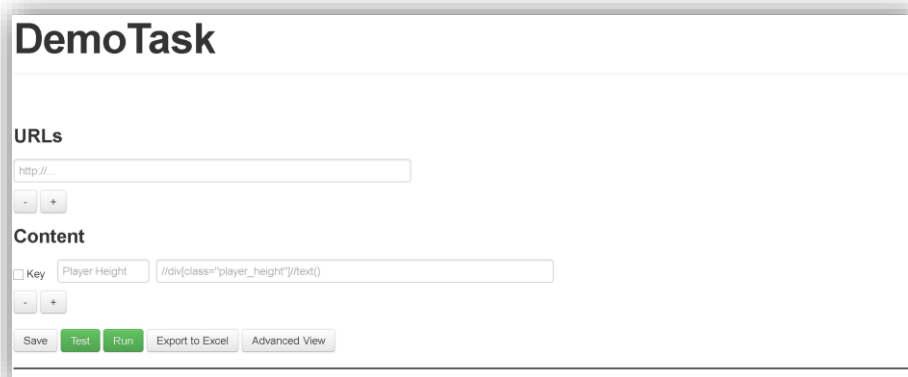 DemoTask
URLs
http://...
- +
Content
Key Player Height //div[class="player_height"]//text()
- +
Save Test Run Export to Excel Advanced View